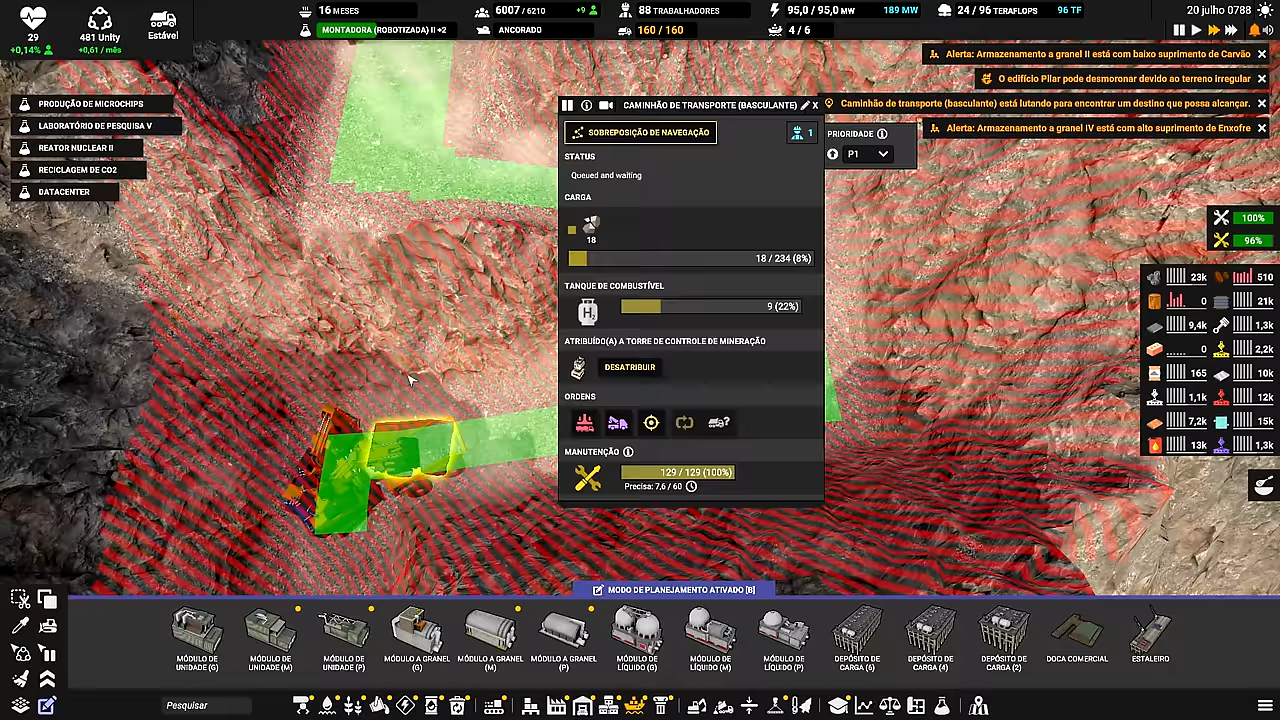 29
+0,14%
481 Unity
+0,61 / mês
Estável
16 MESES
MONTADORA (ROBOTIZADA) II +2
6007 / 6210
+9
ANCORADO
88 TRABALHADORES
160 / 160
95,0 / 95,0 MW
189 MW
4 / 6
24 / 96 TERAFLOPS
96 TF
20 julho 0788
Alerta: Armazenamento a granel II está com baixo suprimento de Carvão
O edifício Pilar pode desmoronar devido ao terreno irregular
Caminhão de transporte (basculante) está lutando para encontrar um destino que possa alcançar.
Alerta: Armazenamento a granel IV está com alto suprimento de Enxofre
PRODUÇÃO DE MICROCHIPS
LABORATÓRIO DE PESQUISA V
REATOR NUCLEAR II
RECICLAGEM DE CO2
DATACENTER
CAMINHÃO DE TRANSPORTE (BASCULANTE)
SOBREPOSIÇÃO DE NAVEGAÇÃO
1
PRIORIDADE
P1
STATUS
Queued and waiting
CARGA
18
18 / 234 (8%)
TANQUE DE COMBUSTÍVEL
H2
9 (22%)
ATRIBUÍDO(A) A TORRE DE CONTROLE DE MINERAÇÃO
DESATRIBUIR
ORDENS
MANUTENÇÃO
129 / 129 (100%)
Precisa: 7,6 / 60
100%
96%
23k
510
0
21k
9,4k
1,3k
0
2,2k
165
10k
1,1k
12k
7,2k
15k
13k
1,3k
MODO DE PLANEJAMENTO ATIVADO [B]
MÓDULO DE UNIDADE (G)
MÓDULO DE UNIDADE (M)
MÓDULO DE UNIDADE (P)
MÓDULO A GRANEL (G)
MÓDULO A GRANEL (M)
MÓDULO A GRANEL (P)
MÓDULO DE LÍQUIDO (G)
MÓDULO DE LÍQUIDO (M)
MÓDULO DE LÍQUIDO (P)
DEPÓSITO DE CARGA (6)
DEPÓSITO DE CARGA (4)
DEPÓSITO DE CARGA (2)
DOCA COMERCIAL
ESTALEIRO
Pesquisar